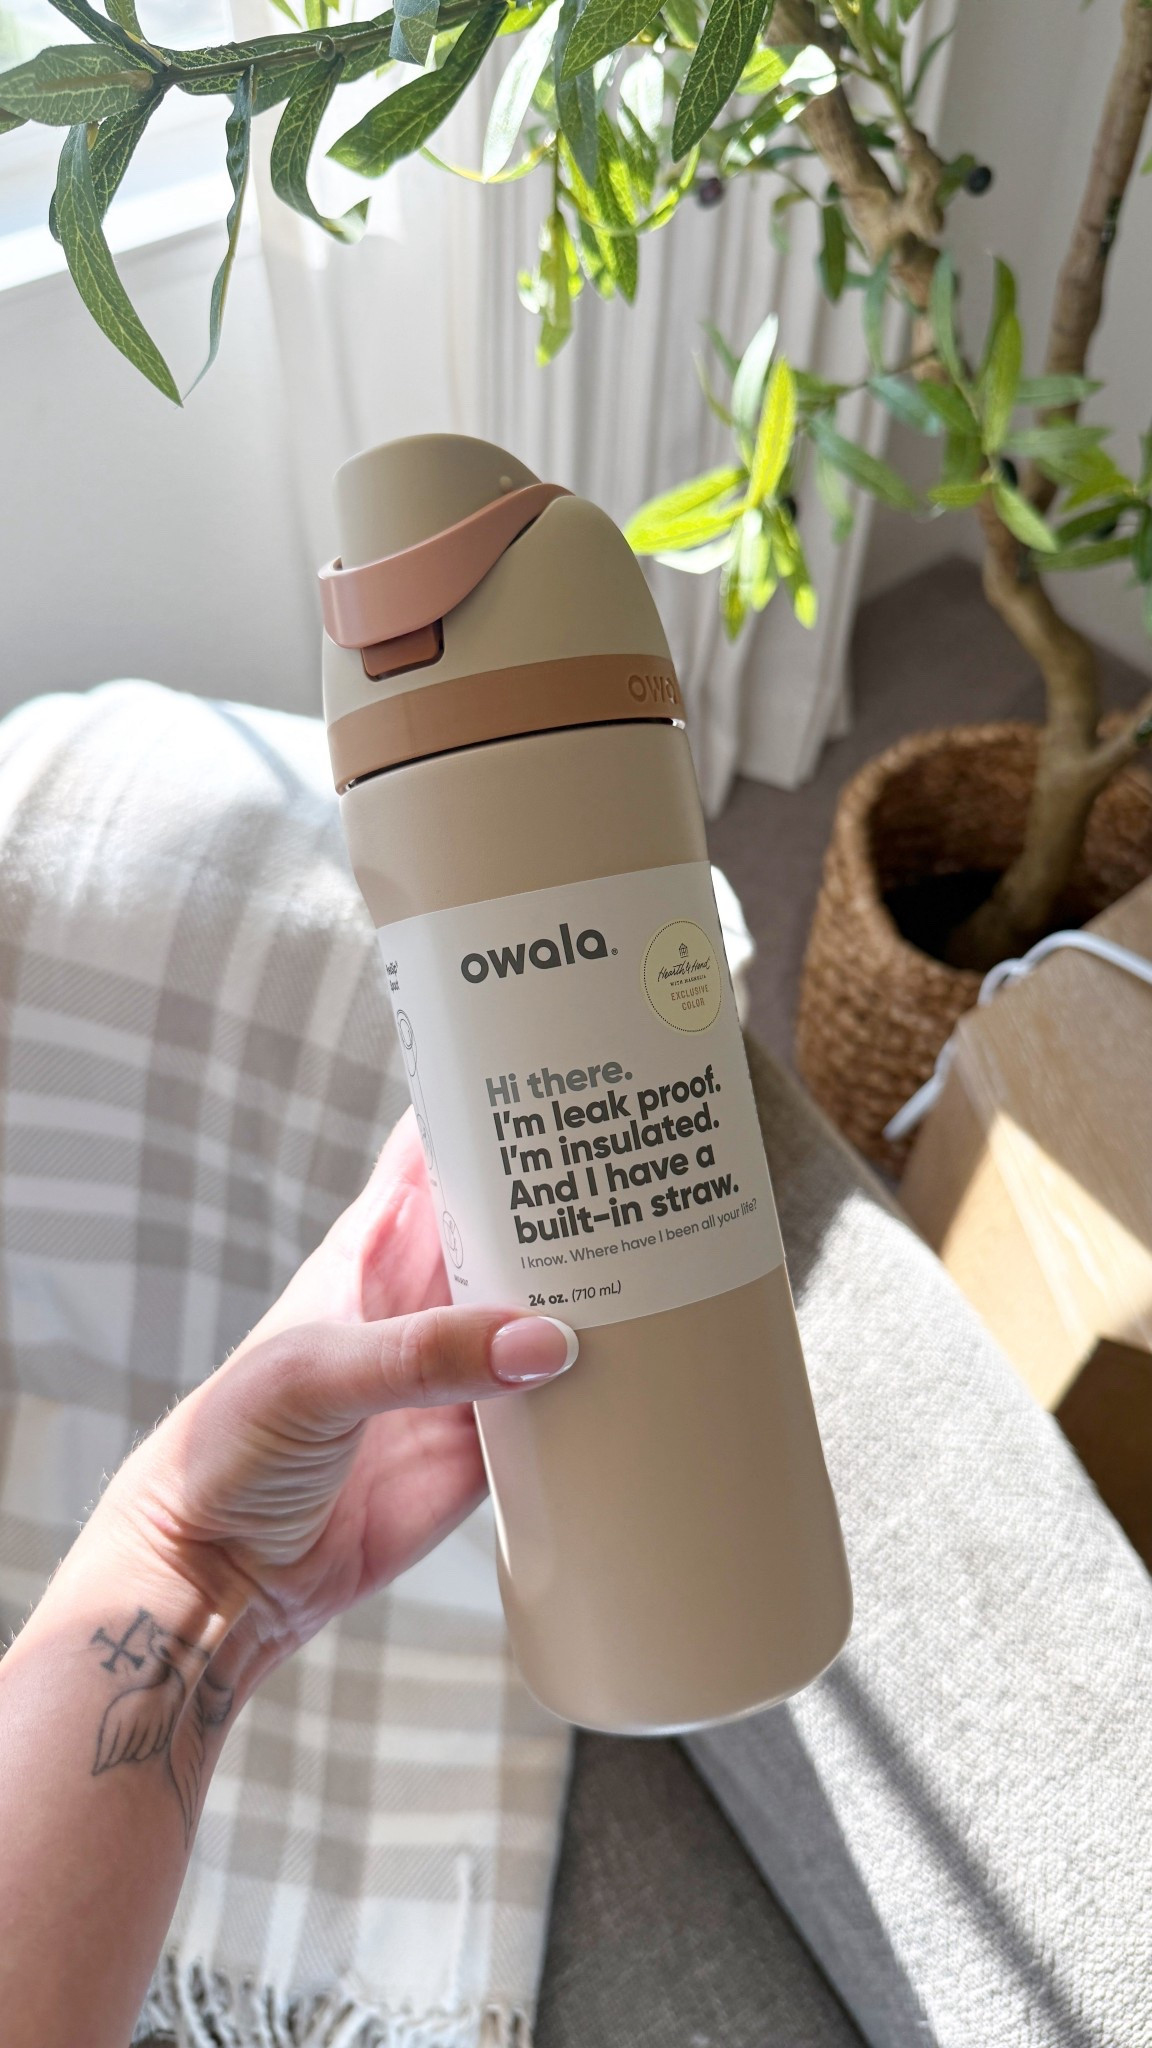 owa
owala®
Hearth & Hand
WITH MAGNOLIA
EXCLUSIVE
COLOR
Hi there.
I'm leak proof.
I'm insulated.
And I have a
built-in straw.
I know. Where have I been all your life?
24 oz. (710 mL)